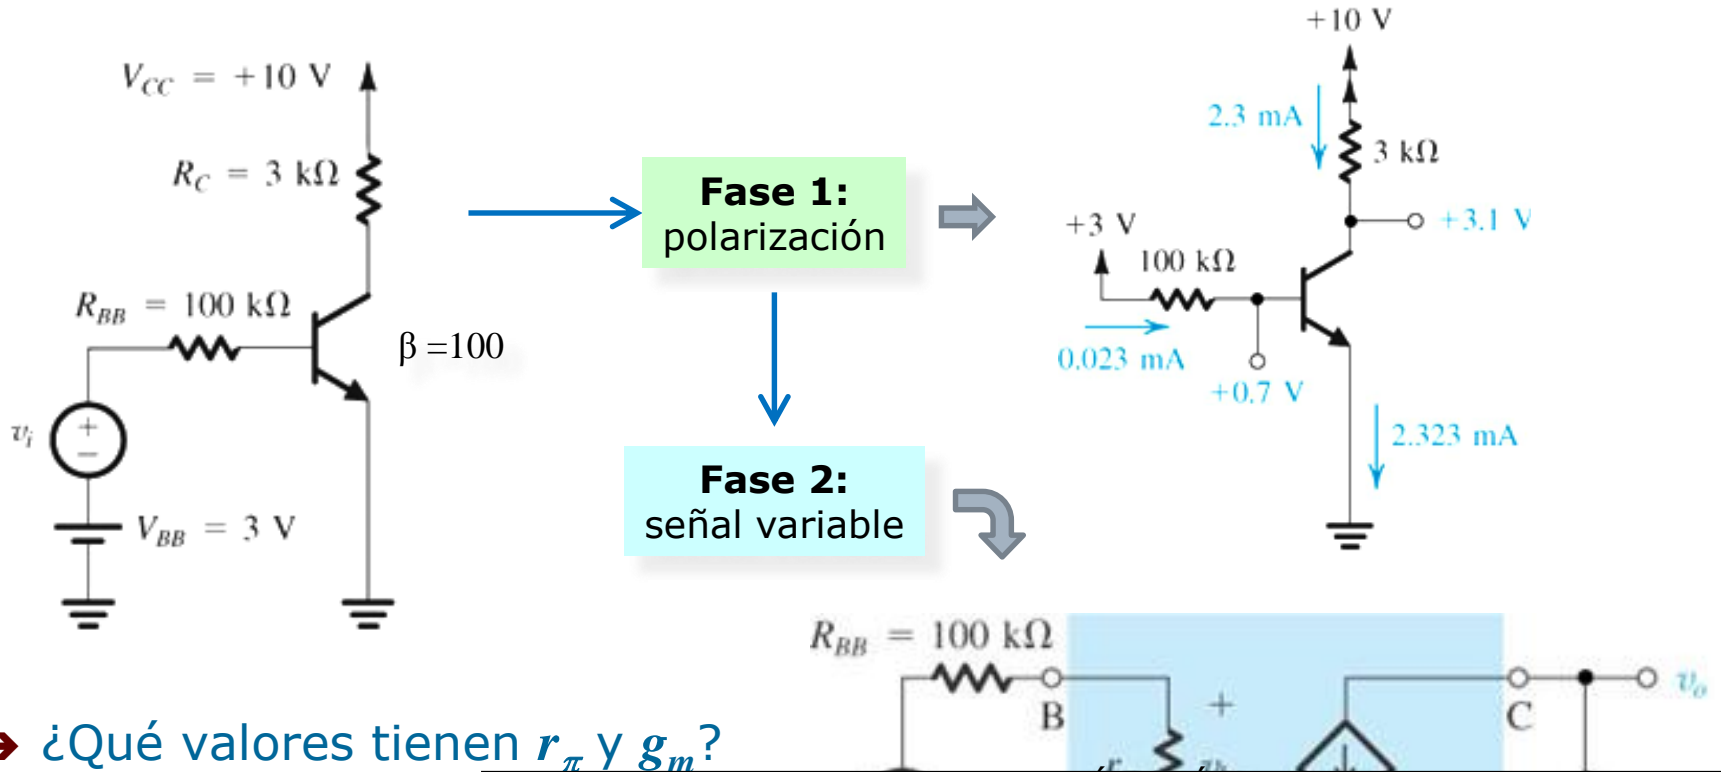 V_CC = +10 V
R_C = 3 kΩ
R_BB = 100 kΩ
β =100
v_i
+
−
V_BB = 3 V
Fase 1:
polarización
Fase 2:
señal variable
+10 V
2.3 mA
3 kΩ
+3.1 V
+3 V
100 kΩ
0.023 mA
+0.7 V
2.323 mA
R_BB = 100 kΩ
B
+
C
v_o
➔ ¿Qué valores tienen r_π y g_m?